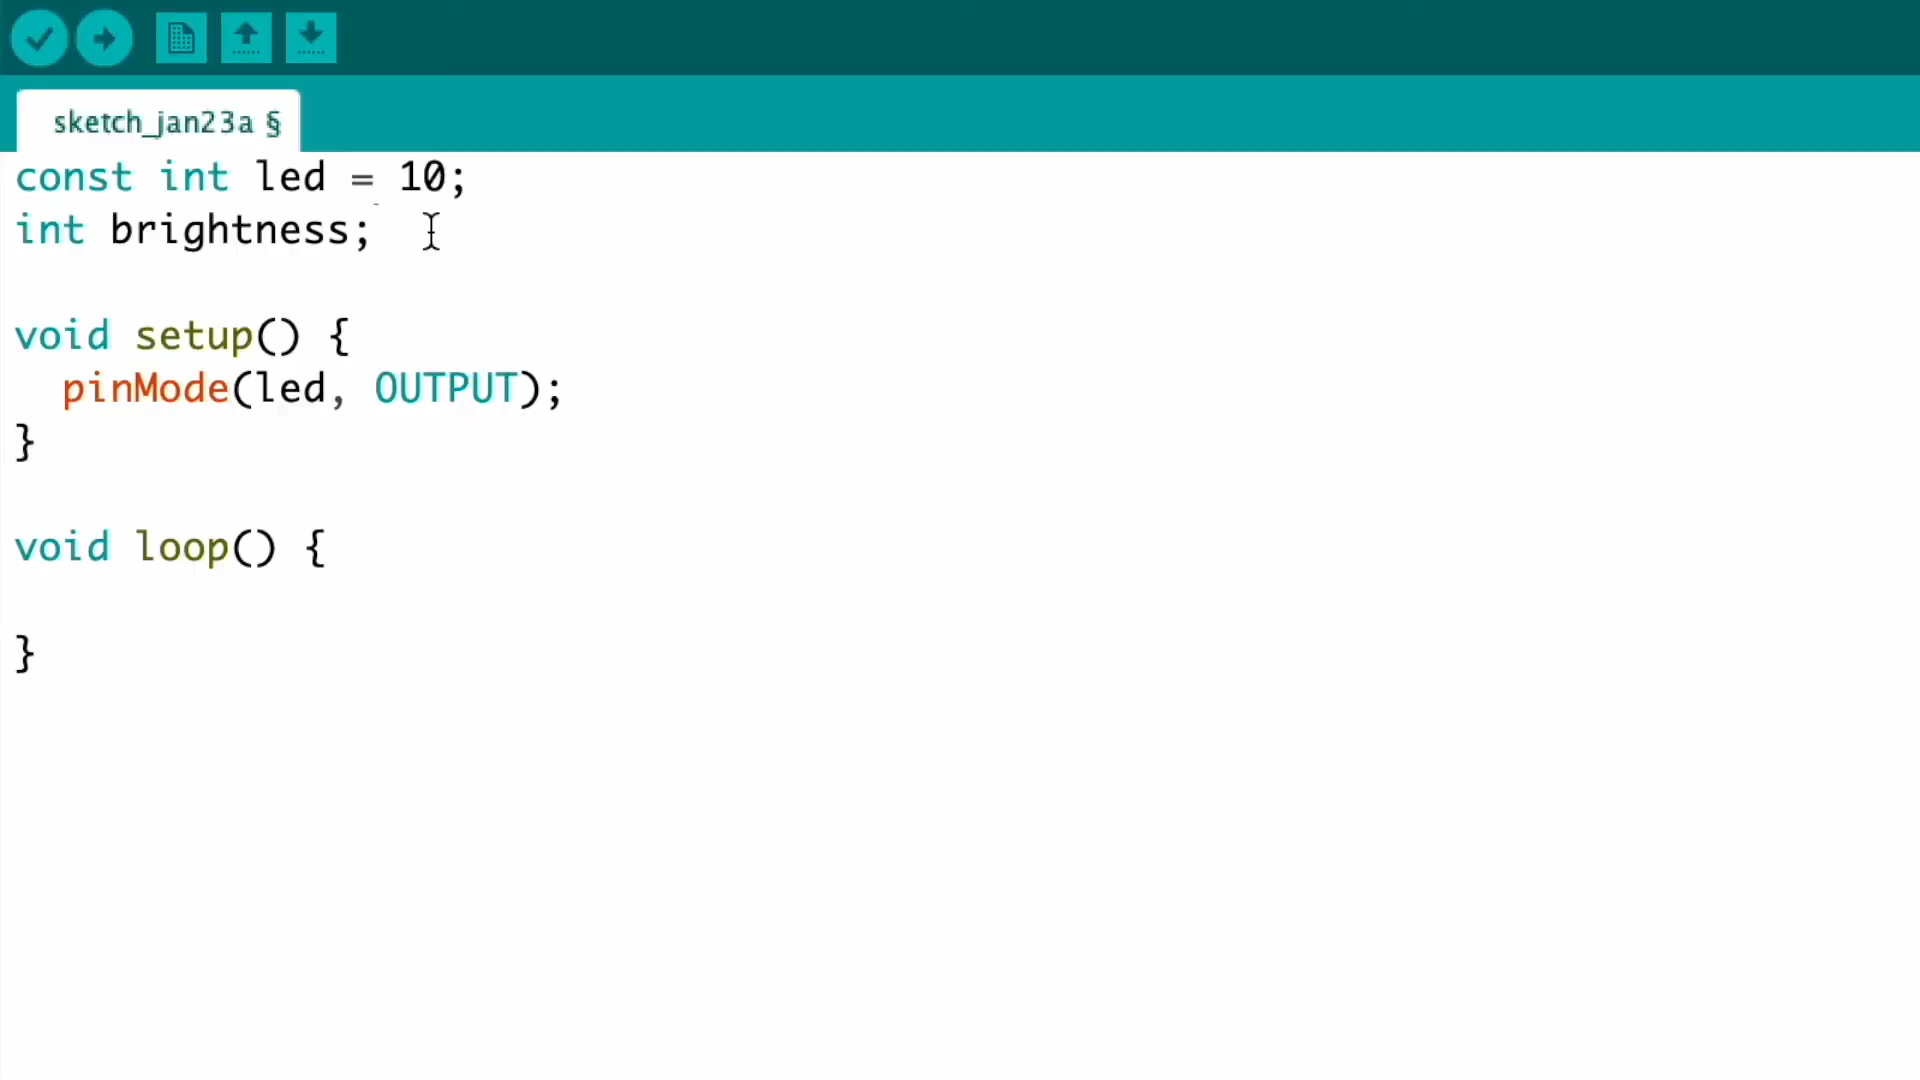 sketch_jan23a §
const int led = 10;
int brightness;
void setup() {
  pinMode(led, OUTPUT);
}
void loop() {
}